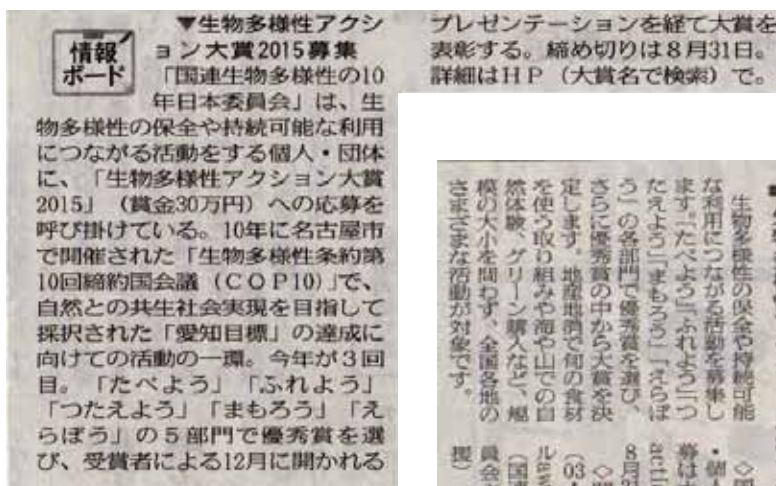 情報
ボード
▼生物多様性アクシ
ョン大賞2015募集
「国連生物多様性の10
年日本委員会」は、生
物多様性の保全や持続可能な利用
につながる活動をする個人・団体
に、「生物多様性アクション大賞
2015」（賞金30万円）への応募を
呼び掛けている。10年に名古屋市
で開催された「生物多様性条約第
10回締約国会議（COP10）」で、
自然との共生社会実現を目指して
採択された「愛知目標」の達成に
向けての活動の一環。今年が3回
目。「たべよう」「ふれよう」
「つたえよう」「まもろう」「え
らぼう」の5部門で優秀賞を選
び、受賞者による12月に開かれる
プレゼンテーションを経て大賞を
表彰する。締め切りは8月31日。
詳細はHP（大賞名で検索）で。
生物多様性の保全や持続可能
な利用につながる活動を募集し
ます。「たべよう」「ふれよう」「つ
たえよう」「まもろう」「えらぼ
う」の各部門で優秀賞を選び、
さらに優秀賞の中から大賞を決
定します。地産地消で旬の食材
を使う取り組みや海や山での自
然体験、グリーン購入など、規
模の大小を問わず、全国各地の
さまざまな活動が対象です。
・個
募は
8月
（03
（国連
員会
援）